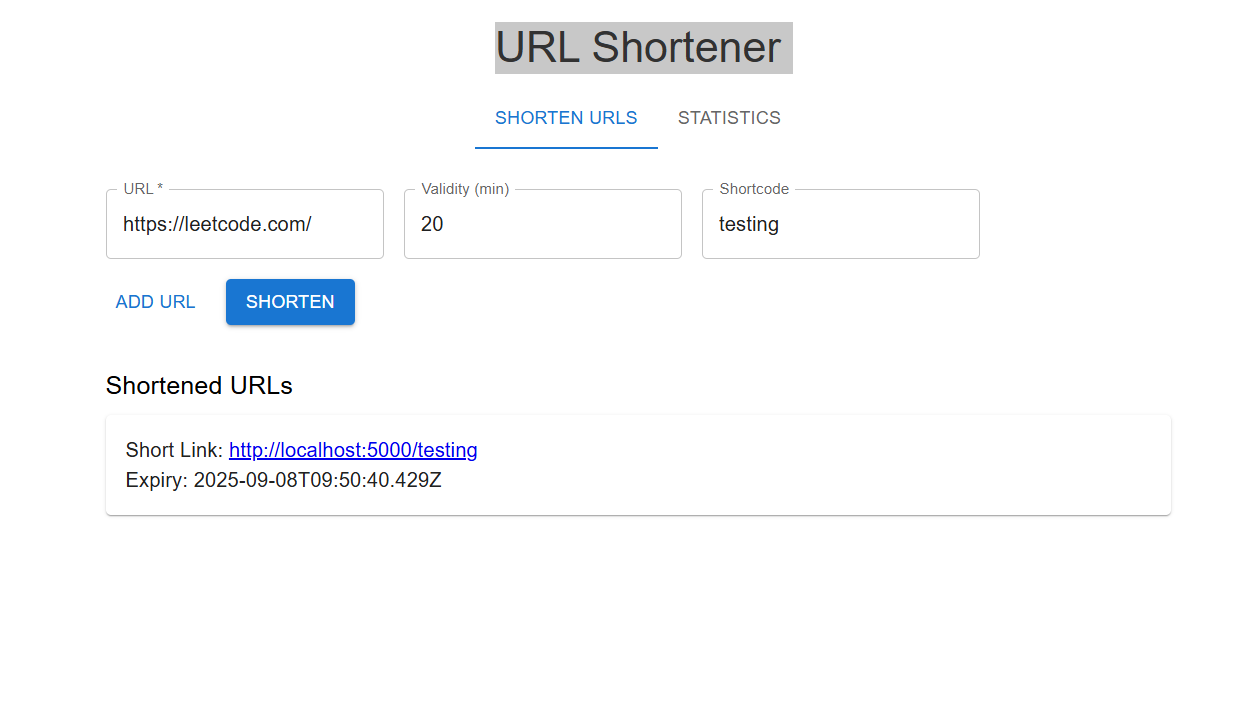 URL Shortener
SHORTEN URLS STATISTICS
URL * Validity (min) Shortcode
https://leetcode.com/ 20 testing
ADD URL SHORTEN
Shortened URLs
Short Link: http://localhost:5000/testing
Expiry: 2025-09-08T09:50:40.429Z